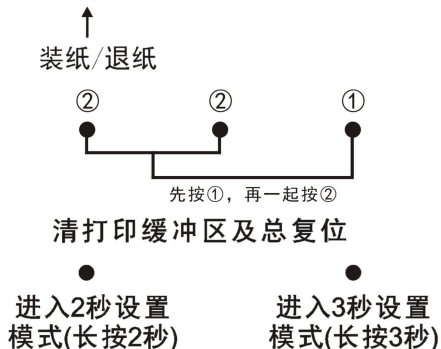 装纸/退纸
② ② ①
先按①，再一起按②
清打印缓冲区及总复位
进入2秒设置 进入3秒设置
模式(长按2秒) 模式(长按3秒)